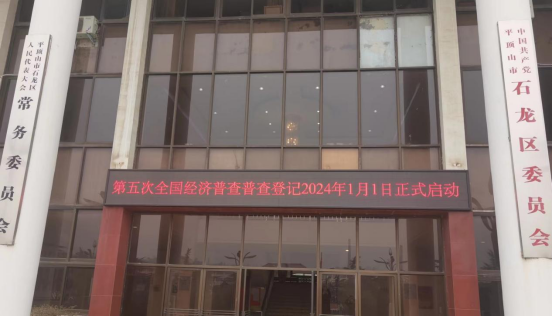 平顶山市石龙区
人民代表大会
常务委员会
第五次全国经济普查普查登记2024年1月1日正式启动
中国共产党
平顶山市
石龙区委员会